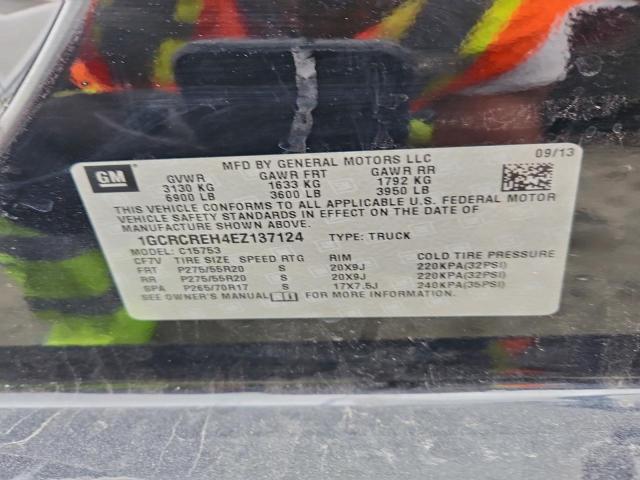 GM
MFD BY GENERAL MOTORS LLC
09/13
GVWR GAWR FRT GAWR RR
3130 KG 1633 KG 1792 KG
6900 LB 3600 LB 3950 LB
THIS VEHICLE CONFORMS TO ALL APPLICABLE U.S. FEDERAL MOTOR
VEHICLE SAFETY STANDARDS IN EFFECT ON THE DATE OF
MANUFACTURE SHOWN ABOVE.
1GCRCREH4EZ137124 TYPE: TRUCK
MODEL: C15753
CFTV TIRE SIZE SPEED RTG RIM COLD TIRE PRESSURE
FRT P275/55R20 S 20X9J 220KPA(32PSI)
RR P275/55R20 S 20X9J 220KPA(32PSI)
SPA P265/70R17 S 17X7.5J 240KPA(35PSI)
SEE OWNER'S MANUAL FOR MORE INFORMATION.